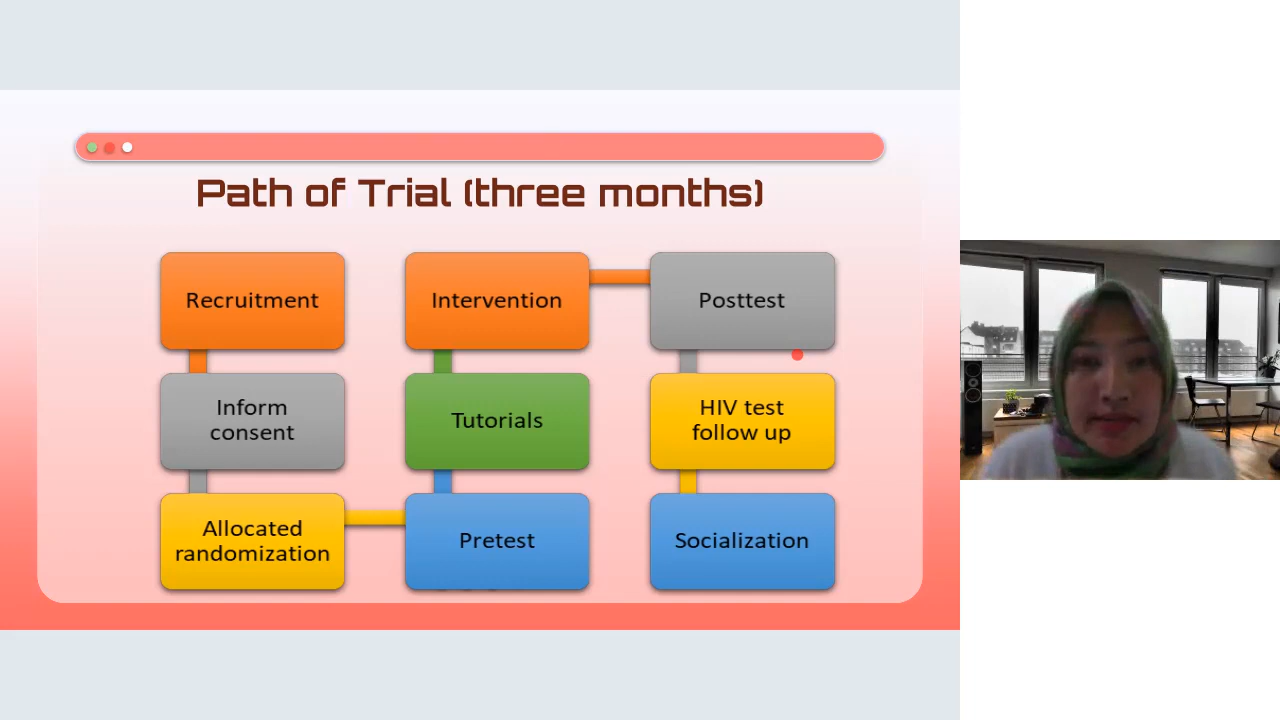 Path of Trial (three months)
Recruitment
Inform
consent
Allocated
randomization
Pretest
Tutorials
Intervention
Posttest
HIV test
follow up
Socialization